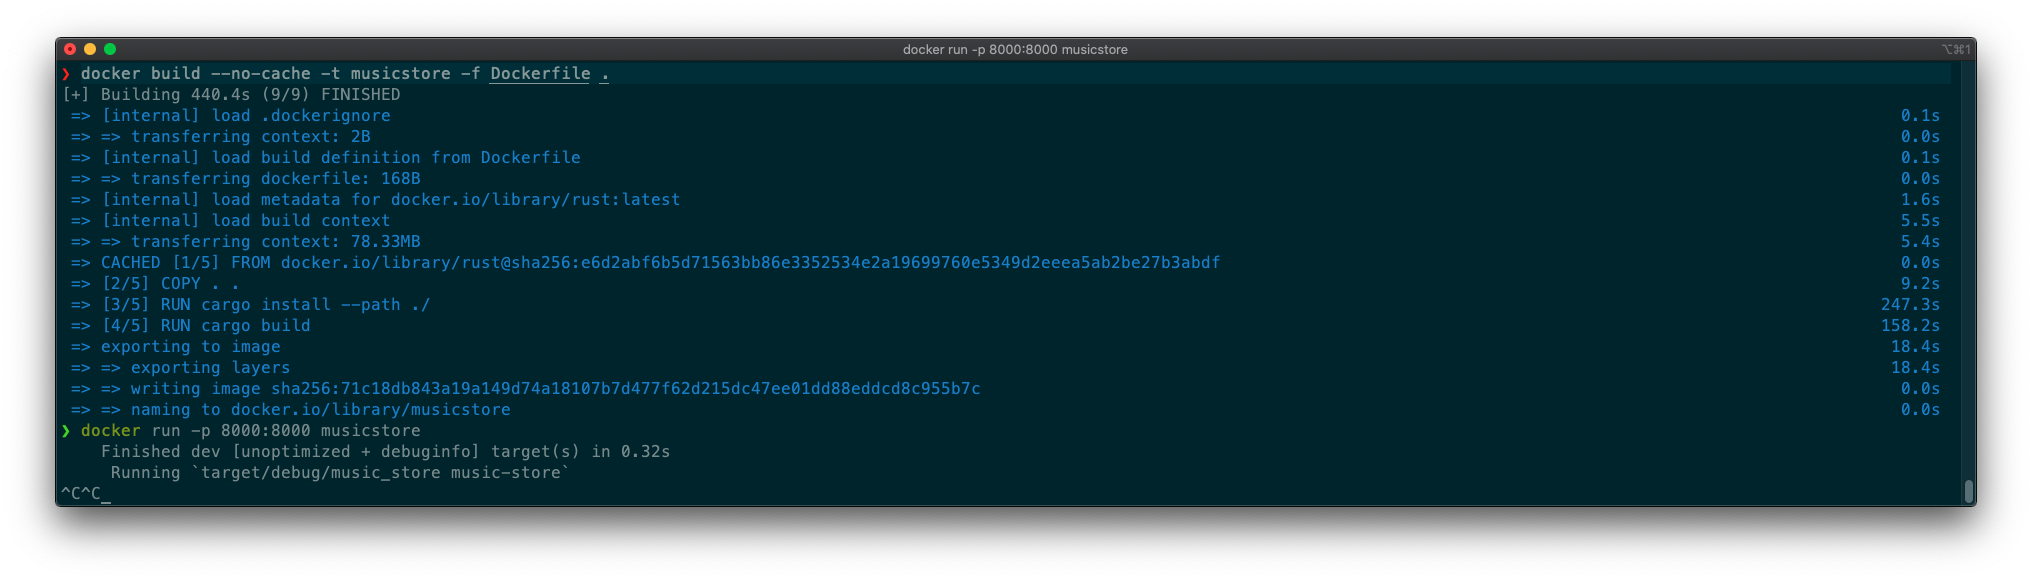 docker run -p 8000:8000 musicstore ⌥⌘1
❯ docker build --no-cache -t musicstore -f Dockerfile .
[+] Building 440.4s (9/9) FINISHED
=> [internal] load .dockerignore 0.1s
=> => transferring context: 2B 0.0s
=> [internal] load build definition from Dockerfile 0.1s
=> => transferring dockerfile: 168B 0.0s
=> [internal] load metadata for docker.io/library/rust:latest 1.6s
=> [internal] load build context 5.5s
=> => transferring context: 78.33MB 5.4s
=> CACHED [1/5] FROM docker.io/library/rust@sha256:e6d2abf6b5d71563bb86e3352534e2a19699760e5349d2eeea5ab2be27b3abdf 0.0s
=> [2/5] COPY . . 9.2s
=> [3/5] RUN cargo install --path ./ 247.3s
=> [4/5] RUN cargo build 158.2s
=> exporting to image 18.4s
=> => exporting layers 18.4s
=> => writing image sha256:71c18db843a19a149d74a18107b7d477f62d215dc47ee01dd88eddcd8c955b7c 0.0s
=> => naming to docker.io/library/musicstore 0.0s
❯ docker run -p 8000:8000 musicstore
Finished dev [unoptimized + debuginfo] target(s) in 0.32s
Running `target/debug/music_store music-store`
^C^C_